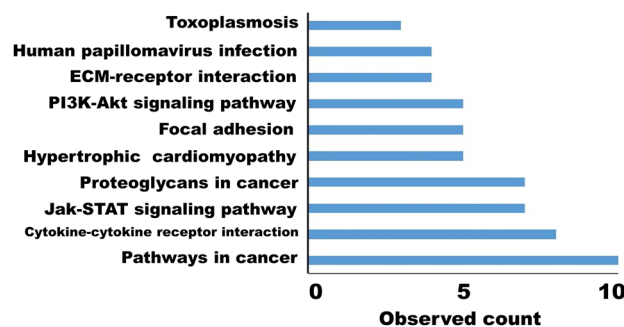 Toxoplasmosis
Human papillomavirus infection
ECM-receptor interaction
PI3K-Akt signaling pathway
Focal adhesion
Hypertrophic cardiomyopathy
Proteoglycans in cancer
Jak-STAT signaling pathway
Cytokine-cytokine receptor interaction
Pathways in cancer
0 5 10
Observed count